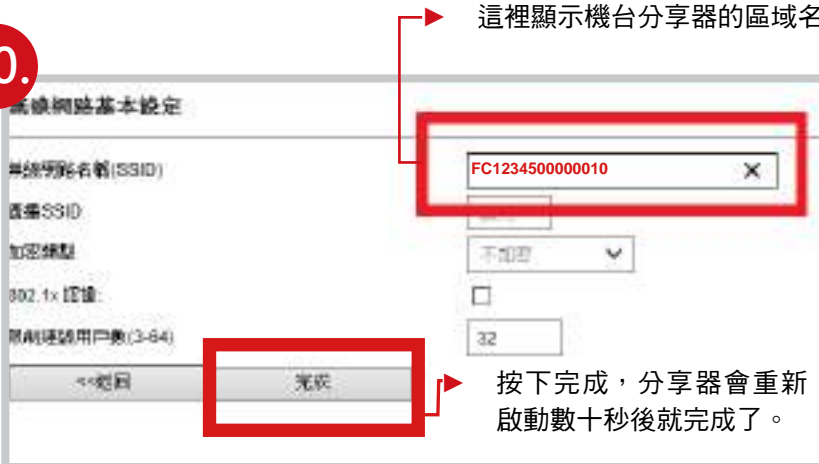 這裡顯示機台分享器的區域名
0.
無線網路基本設定
無線網路名稱(SSID)
FC1234500000010
廣播SSID
加密類型
不加密
802.1x 認證:
限制連線用戶數(3-64)
32
<<返回
完成
按下完成，分享器會重新
啟動數十秒後就完成了。